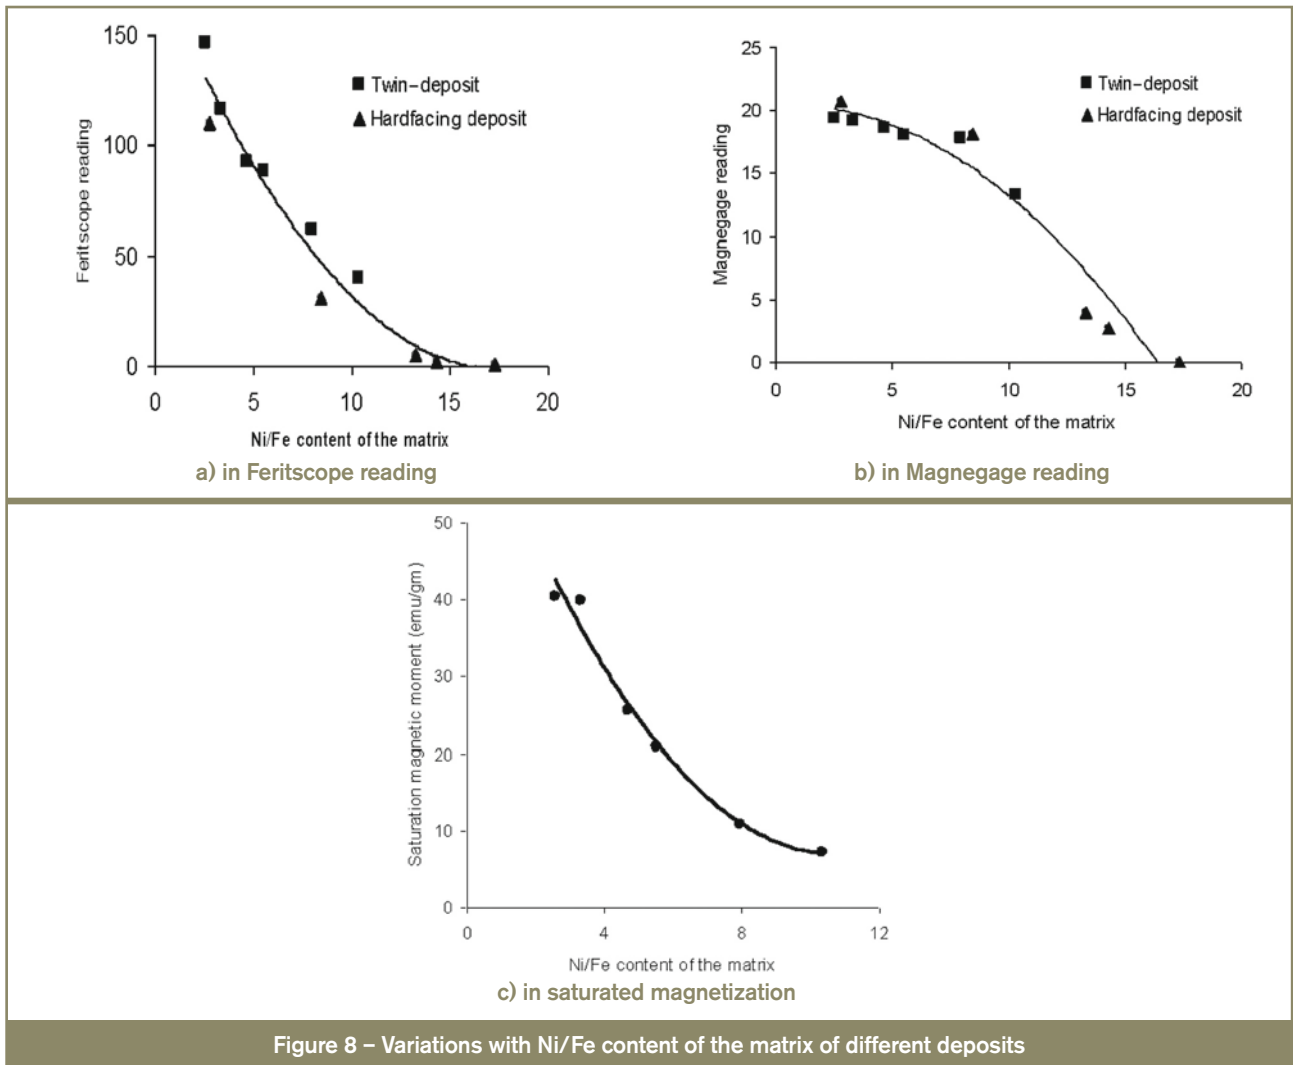 150
100
50
0
Feritscope reading
Twin-deposit
Hardfacing deposit
0 5 10 15 20
Ni/Fe content of the matrix
a) in Feritscope reading
25
20
15
10
5
0
Magnegage reading
Twin-deposit
Hardfacing deposit
0 5 10 15 20
Ni/Fe content of the matrix
b) in Magnegage reading
50
40
30
20
10
0
Saturation magnetic moment (emu/gm)
0 4 8 12
Ni/Fe content of the matrix
c) in saturated magnetization
Figure 8 – Variations with Ni/Fe content of the matrix of different deposits